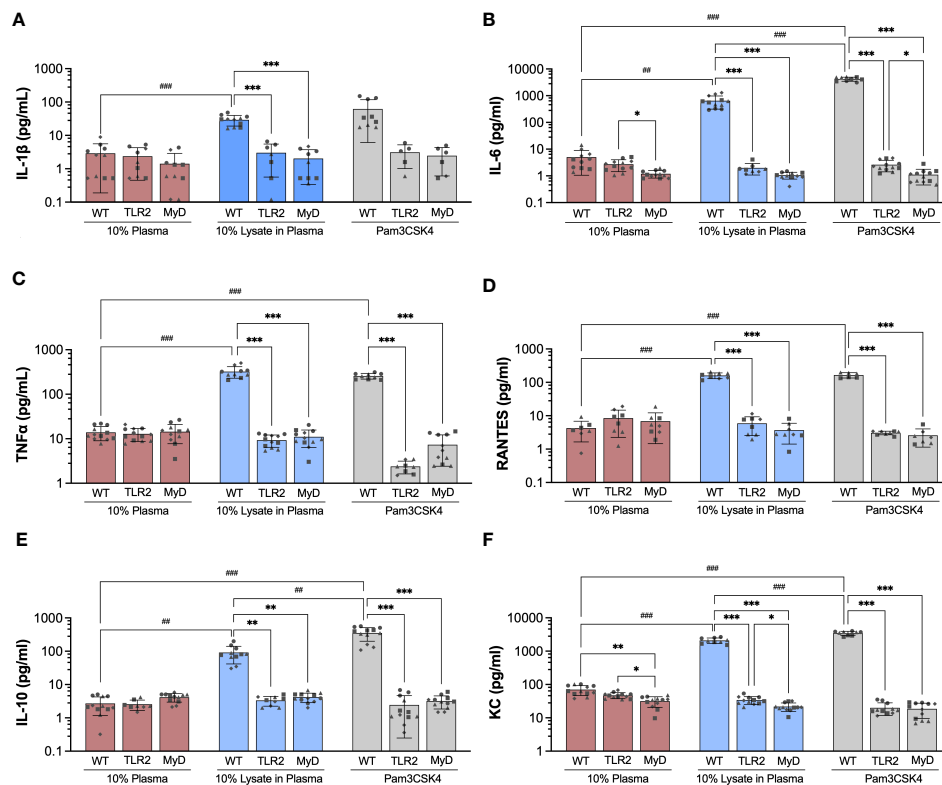 A
IL-1β (pg/mL)
1000
100
10
1
0.1
###
***
***
WT TLR2 MyD WT TLR2 MyD WT TLR2 MyD
10% Plasma 10% Lysate in Plasma Pam3CSK4
B
IL-6 (pg/ml)
10000
1000
100
10
1
0.1
###
###
***
***
##
***
***
*
*
WT TLR2 MyD WT TLR2 MyD WT TLR2 MyD
10% Plasma 10% Lysate in Plasma Pam3CSK4
C
TNFα (pg/mL)
1000
100
10
1
###
***
***
###
***
***
WT TLR2 MyD WT TLR2 MyD WT TLR2 MyD
10% Plasma 10% Lysate in Plasma Pam3CSK4
D
RANTES (pg/ml)
1000
100
10
1
0.1
###
***
***
###
***
***
WT TLR2 MyD WT TLR2 MyD WT TLR2 MyD
10% Plasma 10% Lysate in Plasma Pam3CSK4
E
IL-10 (pg/ml)
1000
100
10
1
0.1
###
##
***
**
***
##
**
WT TLR2 MyD WT TLR2 MyD WT TLR2 MyD
10% Plasma 10% Lysate in Plasma Pam3CSK4
F
KC (pg/ml)
10000
1000
100
10
1
###
###
***
***
###
***
*
***
**
*
WT TLR2 MyD WT TLR2 MyD WT TLR2 MyD
10% Plasma 10% Lysate in Plasma Pam3CSK4